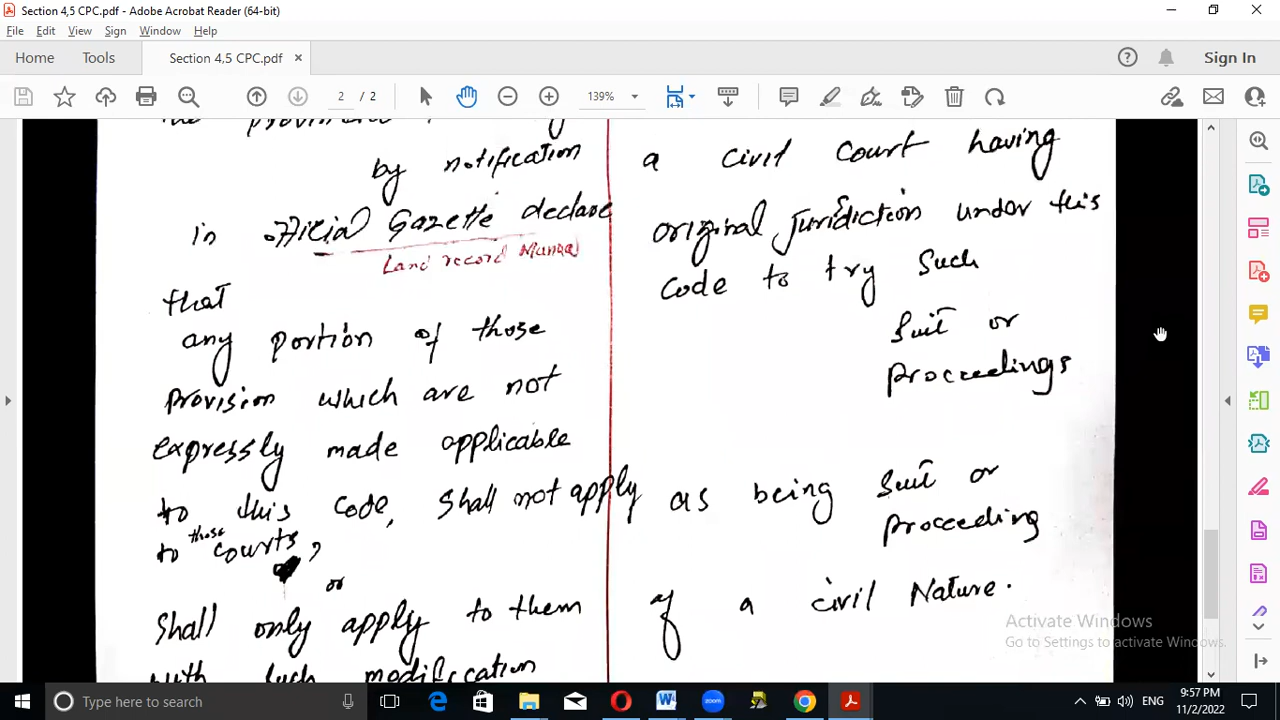 Section 4,5 CPC.pdf - Adobe Acrobat Reader (64-bit)
File Edit View Sign Window Help
Home Tools Section 4,5 CPC.pdf × Sign In
2 / 2 139%
by notification
in Official Gazette declare
Land record Manual
that
any portion of those
provision which are not
expressly made applicable
to this Code, Shall not apply
to those courts,
or
Shall only apply to them
with such modification
a civil court having
original Jurisdiction under this
Code to try Such
Suit or
proceedings
as being Suit or
proceeding
of a civil Nature.
Activate Windows
Go to Settings to activate Windows.
Type here to search
ENG
9:57 PM
11/2/2022